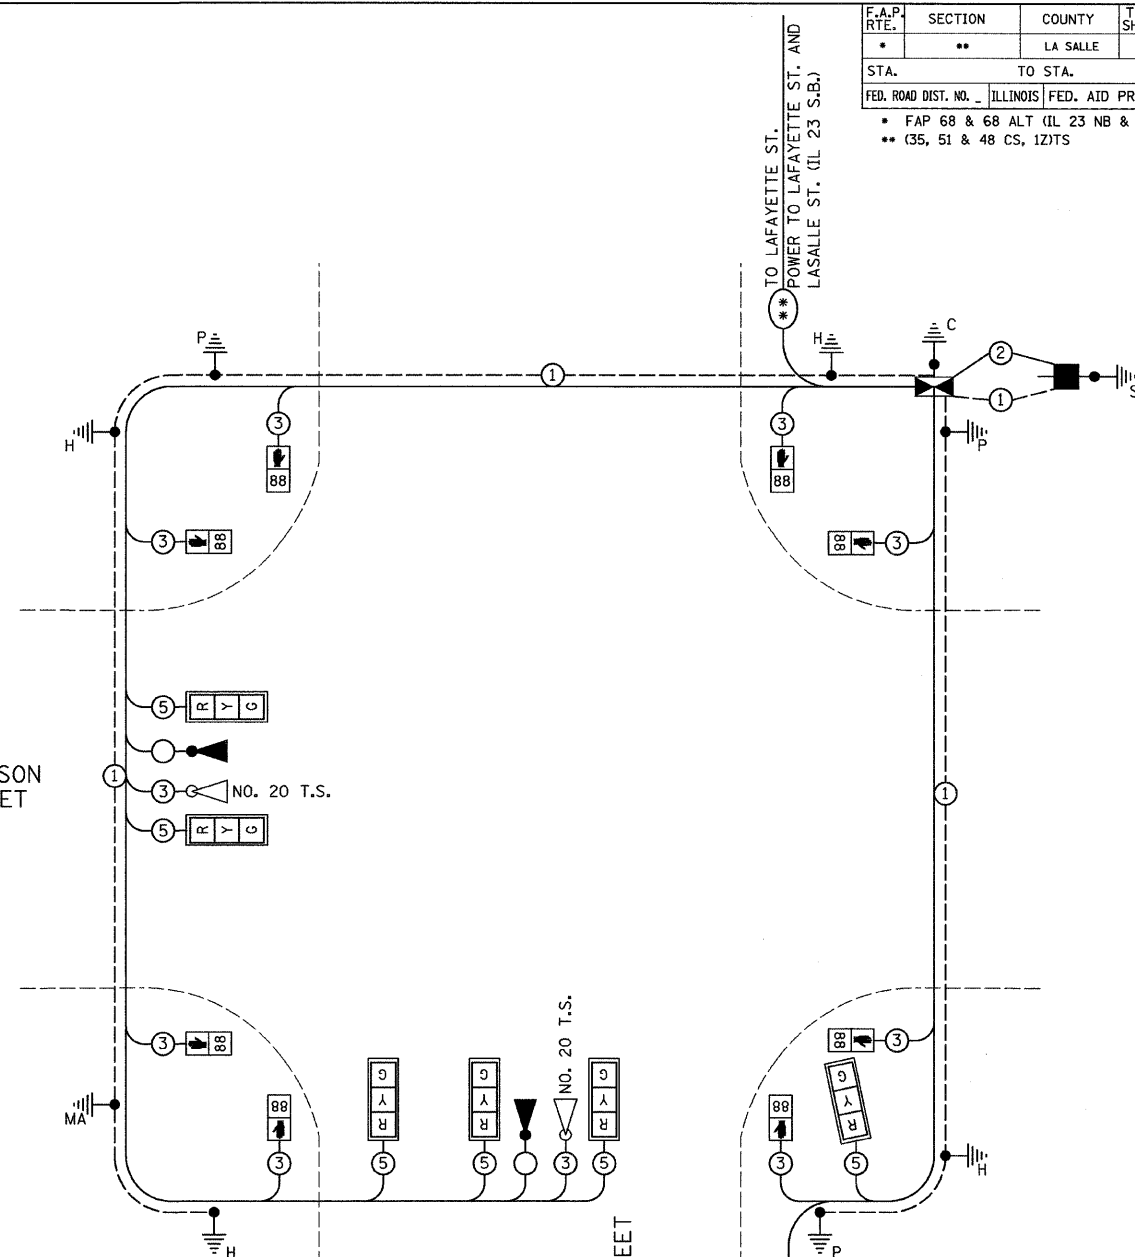 F.A.P. RTE. SECTION COUNTY
* ** LA SALLE
STA. TO STA.
FED. ROAD DIST. NO. _ ILLINOIS FED. AID PR
* FAP 68 & 68 ALT (IL 23 NB &
** (35, 51 & 48 CS, 1Z)TS
TO LAFAYETTE ST.
POWER TO LAFAYETTE ST. AND
LASALLE ST. (IL 23 S.B.)
**
P
H
C
2
1
S
1
H
3
88
3
88
P
3
88
88
3
5
R Y G
SON
ET
1
3
NO. 20 T.S.
5
R Y G
1
3
88
88
3
MA
88
3
G Y R
5
G Y R
5
NO. 20 T.S.
3
G Y R
5
88
3
G Y R
5
H
H
EET
P